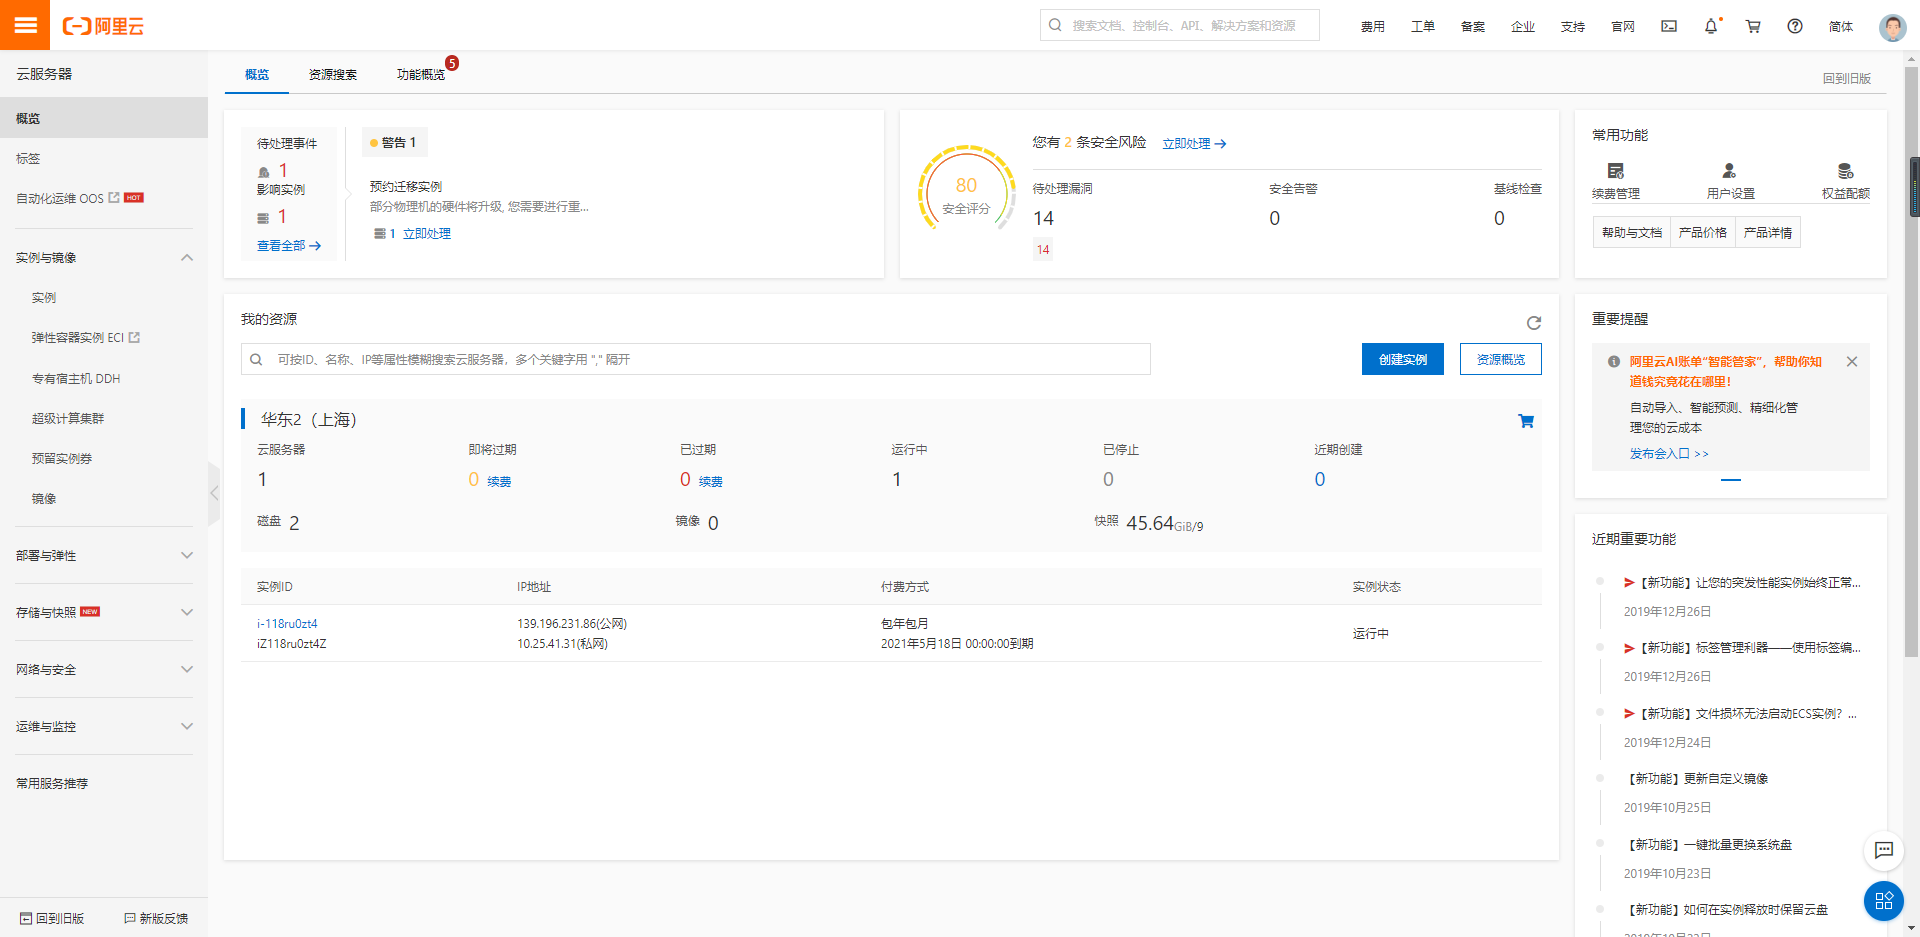 阿里云
搜索文档、控制台、API、解决方案和资源
费用
工单
备案
企业
支持
官网
简体
云服务器
概览
标签
自动化运维 OOS HOT
实例与镜像
实例
弹性容器实例 ECI
专有宿主机 DDH
超级计算集群
预留实例券
镜像
部署与弹性
存储与快照 NEW
网络与安全
运维与监控
常用服务推荐
回到旧版
新版反馈
概览
资源搜索
功能概览 5
回到旧版
待处理事件
1
影响实例
1
查看全部
警告 1
预约迁移实例
部分物理机的硬件将升级, 您需要进行重...
1 立即处理
80
安全评分
您有 2 条安全风险 立即处理
待处理漏洞
安全告警
基线检查
14
0
0
14
常用功能
续费管理
用户设置
权益配额
帮助与文档
产品价格
产品详情
我的资源
可按ID、名称、IP等属性模糊搜索云服务器，多个关键字用 "," 隔开
创建实例
资源概览
华东2（上海）
云服务器
即将过期
已过期
运行中
已停止
近期创建
1
0 续费
0 续费
1
0
0
磁盘 2
镜像 0
快照 45.64GiB/9
实例ID
IP地址
付费方式
实例状态
i-118ru0zt4
139.196.231.86(公网)
包年包月
运行中
iZ118ru0zt4Z
10.25.41.31(私网)
2021年5月18日 00:00:00到期
重要提醒
阿里云AI账单“智能管家”，帮助你知
道钱究竟花在哪里！
自动导入、智能预测、精细化管
理您的云成本
发布会入口 >>
近期重要功能
【新功能】让您的突发性能实例始终正常...
2019年12月26日
【新功能】标签管理利器——使用标签编...
2019年12月26日
【新功能】文件损坏无法启动ECS实例？...
2019年12月24日
【新功能】更新自定义镜像
2019年10月25日
【新功能】一键批量更换系统盘
2019年10月23日
【新功能】如何在实例释放时保留云盘